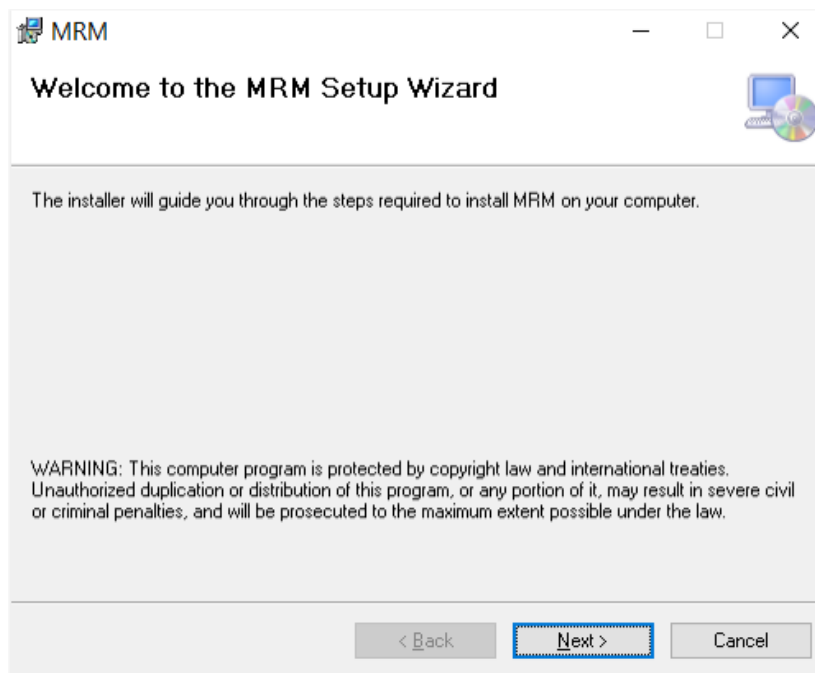 MRM
Welcome to the MRM Setup Wizard
The installer will guide you through the steps required to install MRM on your computer.
WARNING: This computer program is protected by copyright law and international treaties.
Unauthorized duplication or distribution of this program, or any portion of it, may result in severe civil
or criminal penalties, and will be prosecuted to the maximum extent possible under the law.
< Back
Next >
Cancel